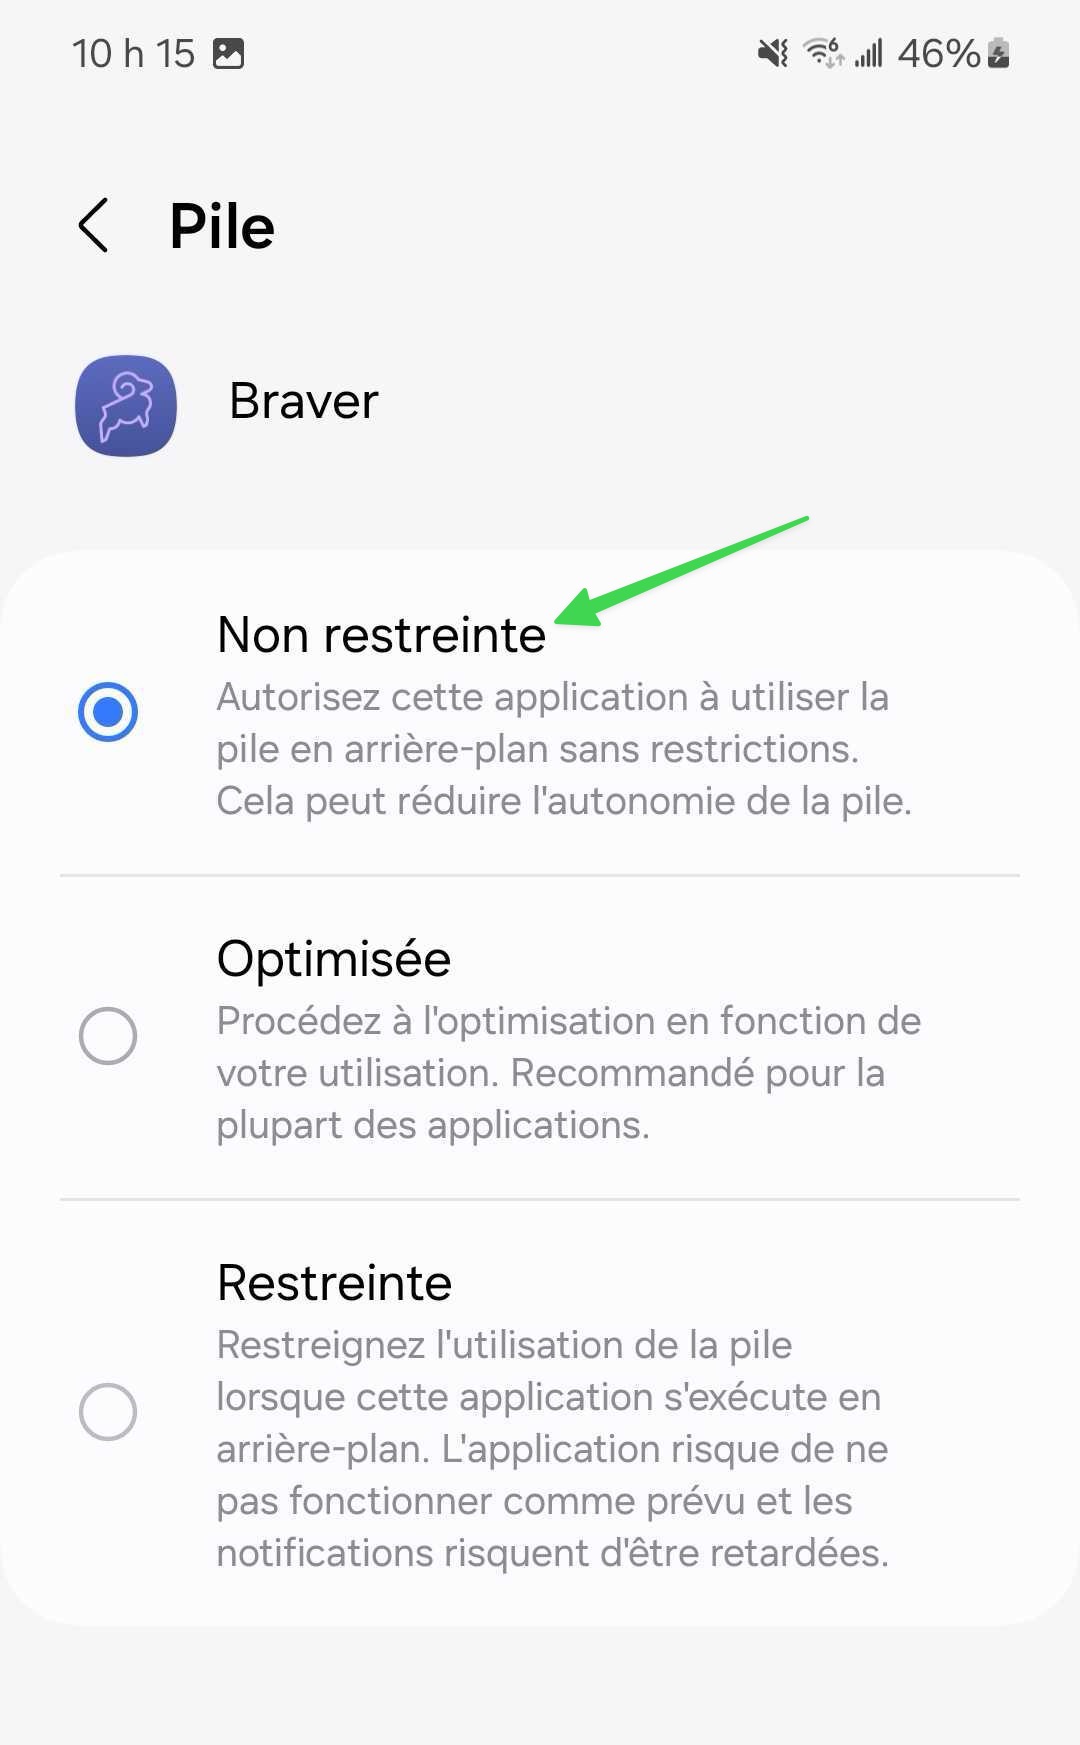 10 h 15
6
46%
Pile
Braver
Non restreinte
Autorisez cette application à utiliser la
pile en arrière-plan sans restrictions.
Cela peut réduire l'autonomie de la pile.
Optimisée
Procédez à l'optimisation en fonction de
votre utilisation. Recommandé pour la
plupart des applications.
Restreinte
Restreignez l'utilisation de la pile
lorsque cette application s'exécute en
arrière-plan. L'application risque de ne
pas fonctionner comme prévu et les
notifications risquent d'être retardées.